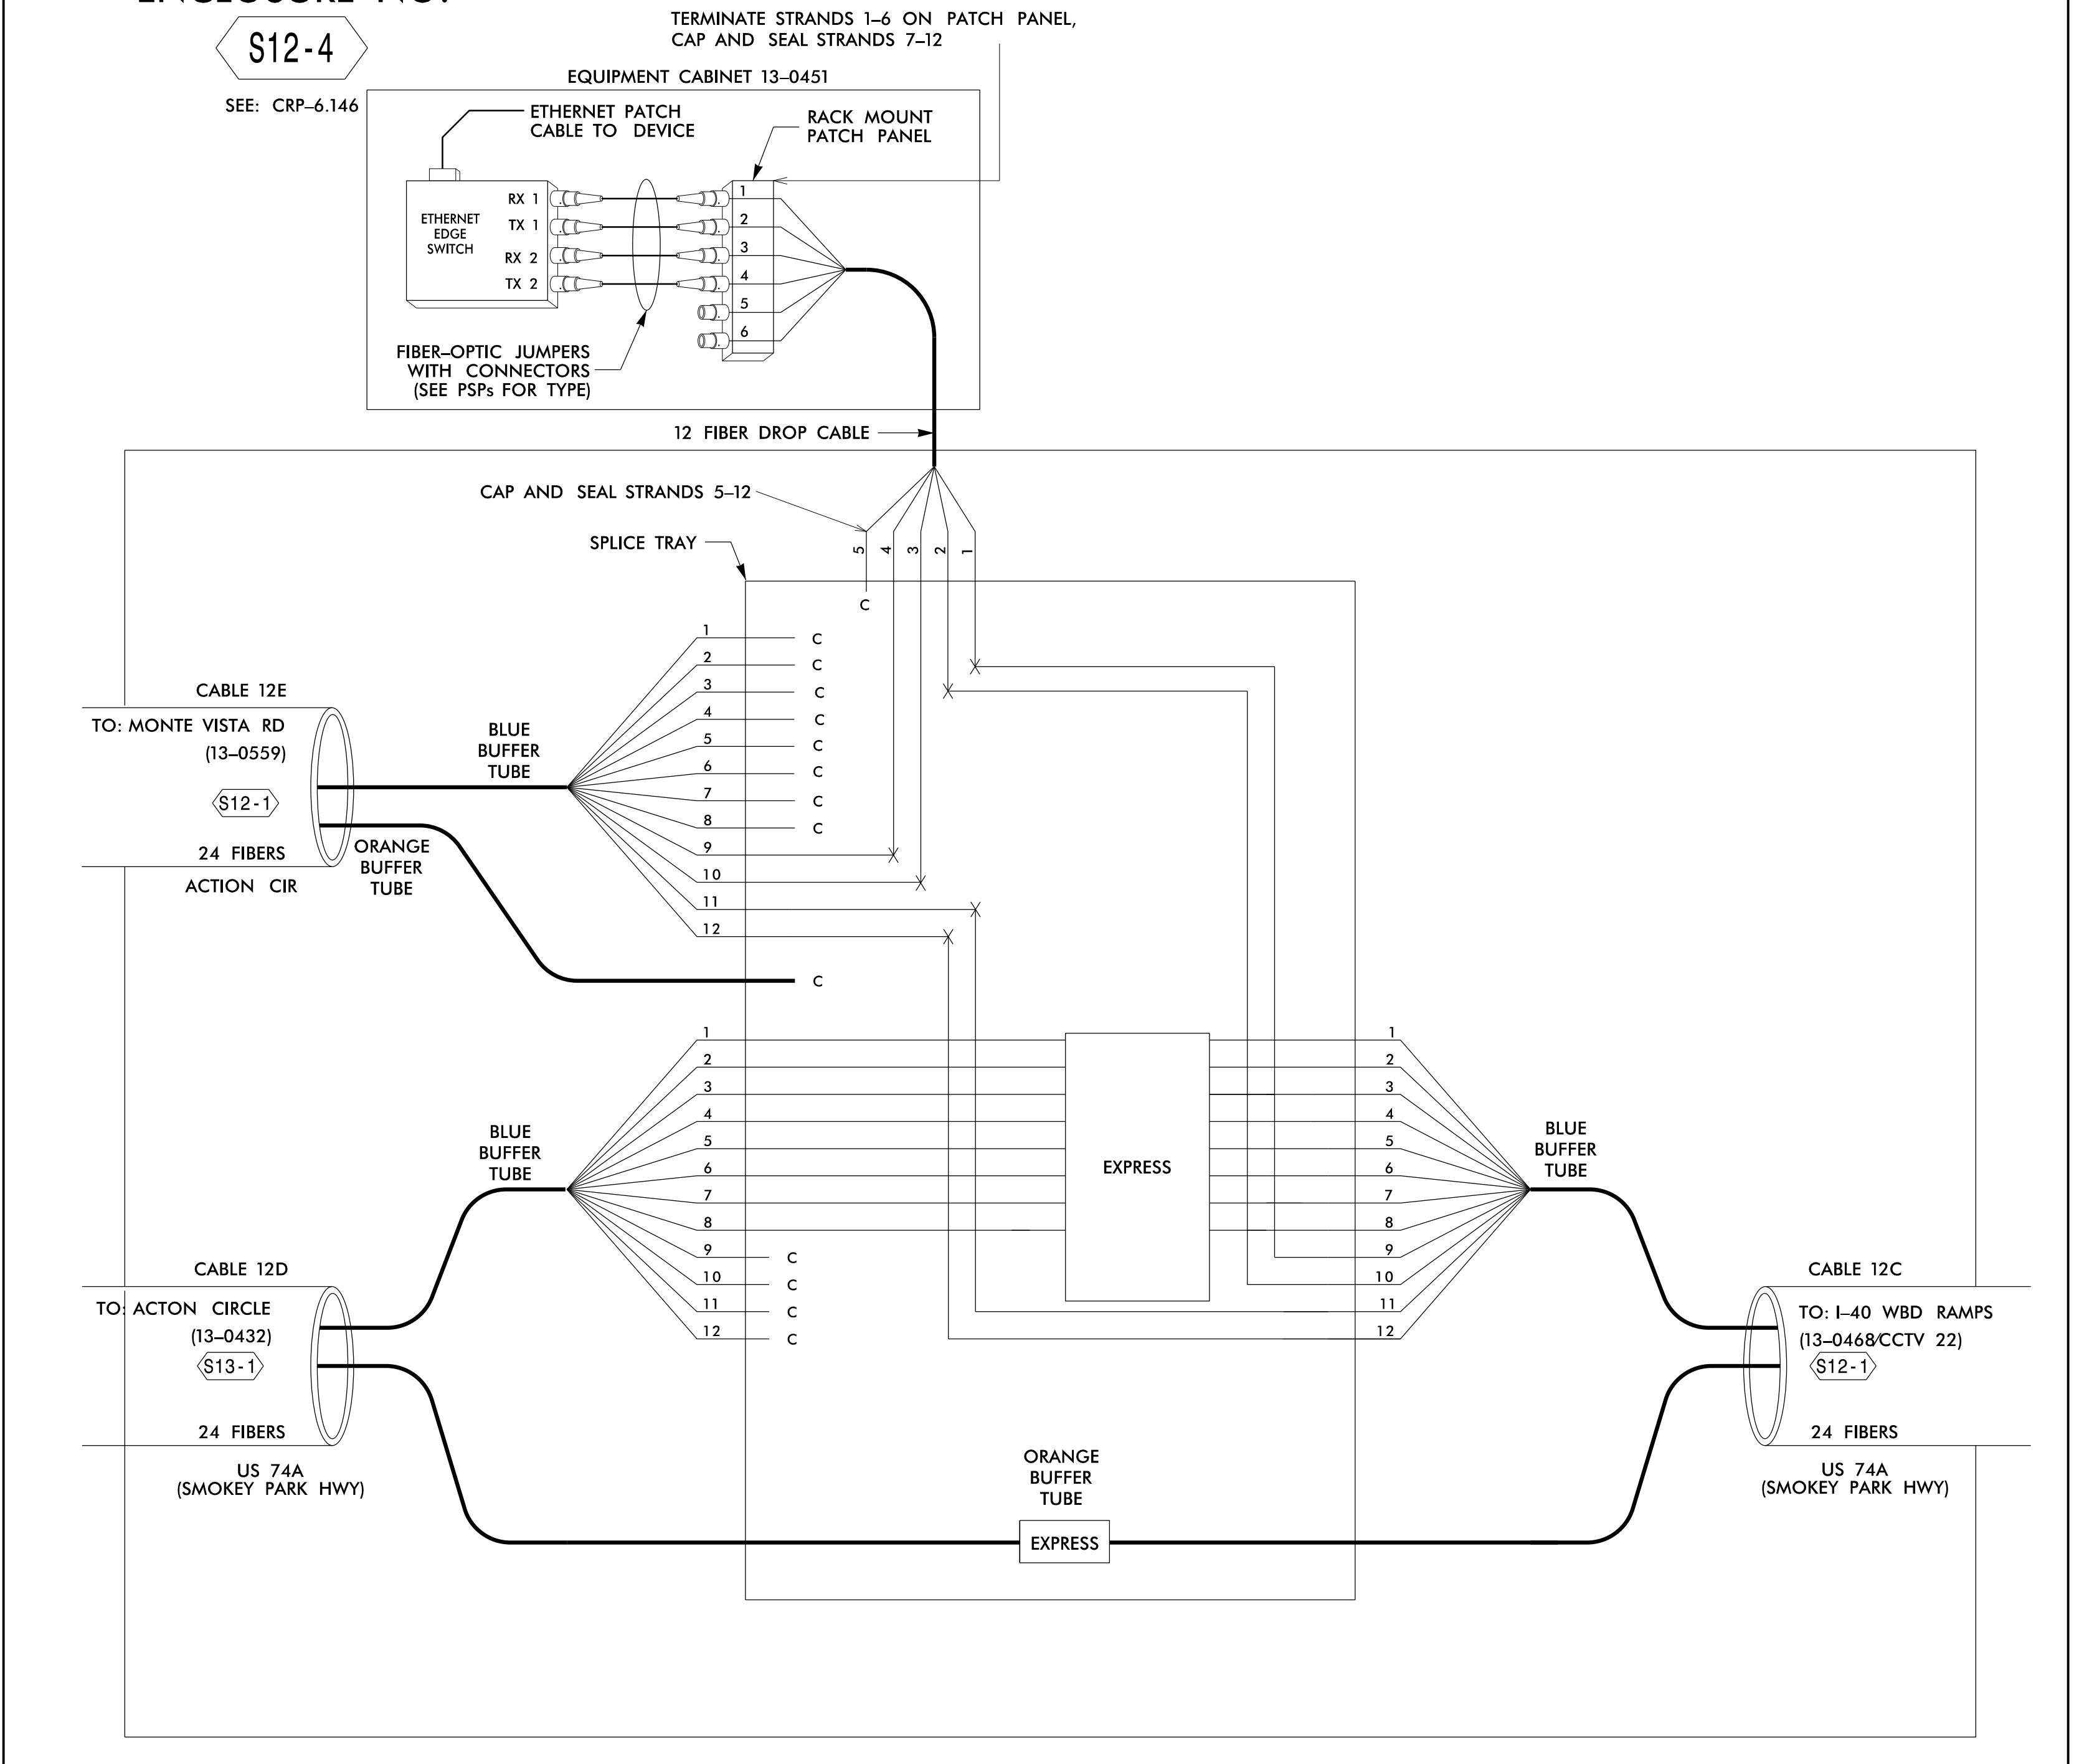 ENCLOSURE NO.
S12-4
SEE: CRP–6.146
TERMINATE STRANDS 1–6 ON PATCH PANEL,
CAP AND SEAL STRANDS 7–12
EQUIPMENT CABINET 13–0451
ETHERNET PATCH
CABLE TO DEVICE
RACK MOUNT
PATCH PANEL
ETHERNET
EDGE
SWITCH
RX 1
TX 1
RX 2
TX 2
1
2
3
4
5
6
FIBER–OPTIC JUMPERS
WITH CONNECTORS
(SEE PSPs FOR TYPE)
12 FIBER DROP CABLE
CAP AND SEAL STRANDS 5–12
SPLICE TRAY
5
4
3
2
1
C
CABLE 12E
TO: MONTE VISTA RD
(13–0559)
S12-1
24 FIBERS
ACTION CIR
BLUE
BUFFER
TUBE
ORANGE
BUFFER
TUBE
1 C
2 C
3 C
4 C
5 C
6 C
7 C
8 C
9
10
11
12
C
CABLE 12D
TO: ACTON CIRCLE
(13–0432)
S13-1
24 FIBERS
US 74A
(SMOKEY PARK HWY)
BLUE
BUFFER
TUBE
1
2
3
4
5
6
7
8
9 C
10 C
11 C
12 C
EXPRESS
1
2
3
4
5
6
7
8
9
10
11
12
BLUE
BUFFER
TUBE
CABLE 12C
TO: I–40 WBD RAMPS
(13–0468/CCTV 22)
S12-1
24 FIBERS
US 74A
(SMOKEY PARK HWY)
ORANGE
BUFFER
TUBE
EXPRESS